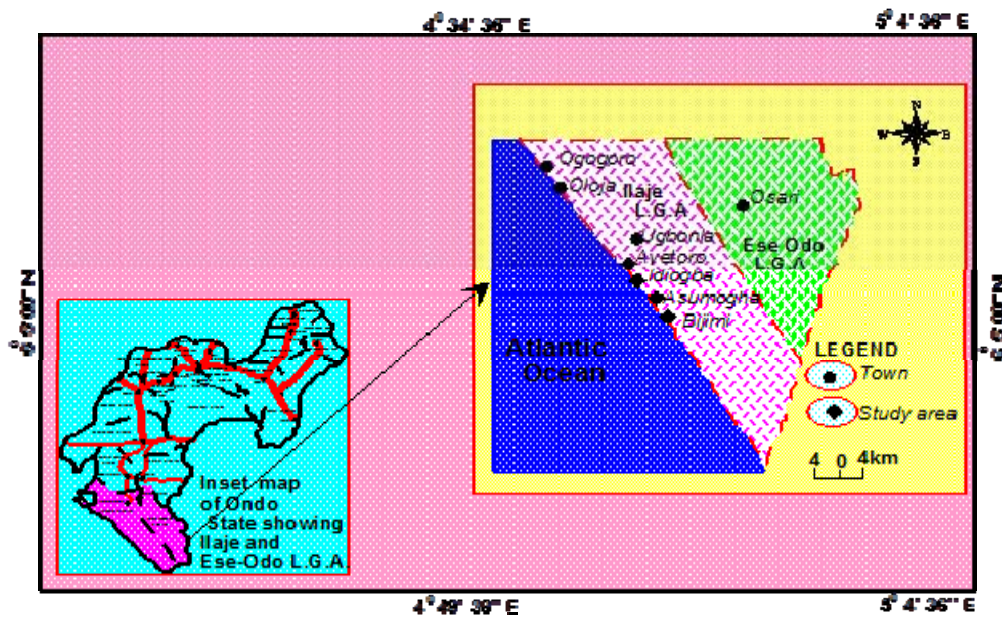 4° 34' 36" E
5° 4' 36" E
N
W
E
S
Ogogoro
Oloja
Ilaje
L.G.A
Osari
Ugbonla
Ese-Odo
L.G.A
Ayetoro
Asumogha
Bijimi
Atlantic
Ocean
LEGEND
Town
Study area
4 0 4km
Inset map
of Ondo
State showing
Ilaje and
Ese-Odo L.G.A.
4° 49' 36" E
5° 4' 36" E